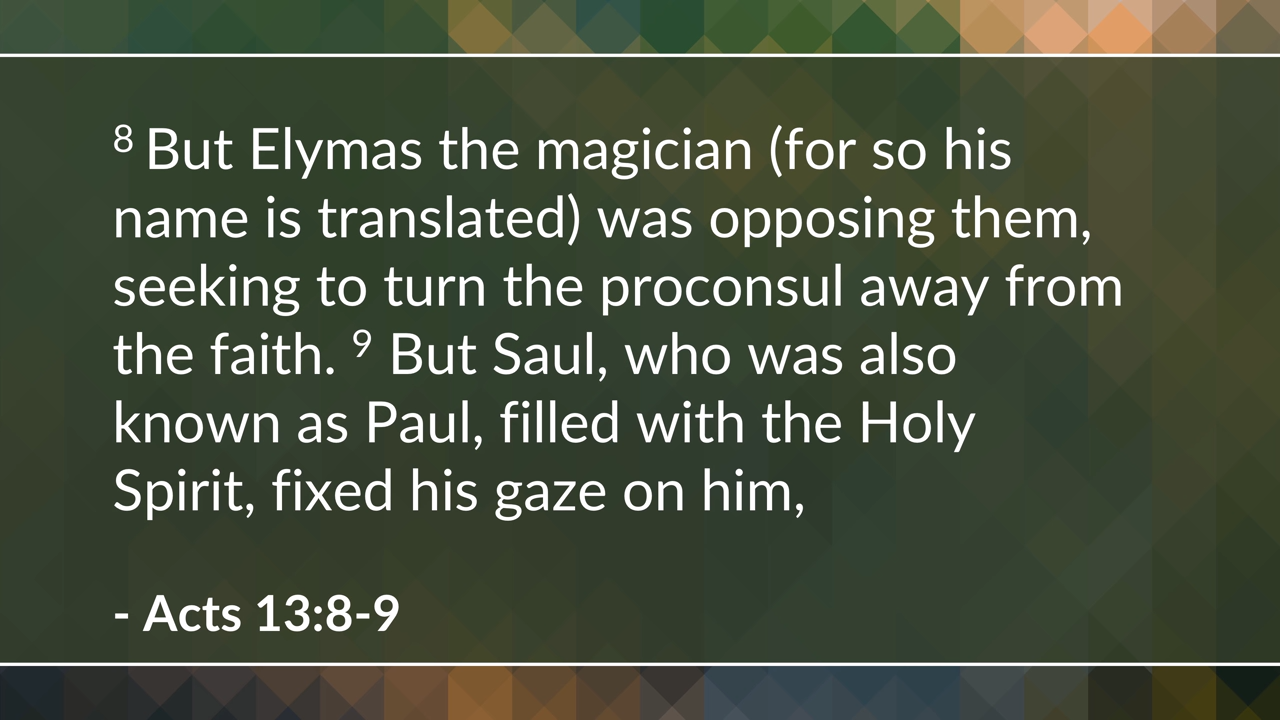 8 But Elymas the magician (for so his
name is translated) was opposing them,
seeking to turn the proconsul away from
the faith. 9 But Saul, who was also
known as Paul, filled with the Holy
Spirit, fixed his gaze on him,
- Acts 13:8-9